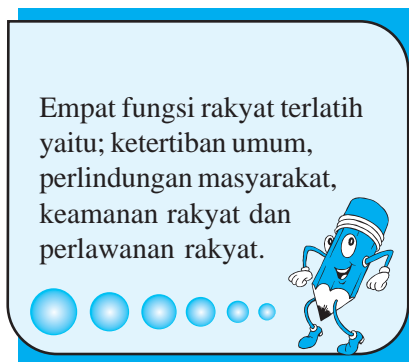 Empat fungsi rakyat terlatih
yaitu; ketertiban umum,
perlindungan masyarakat,
keamanan rakyat dan
perlawanan rakyat.